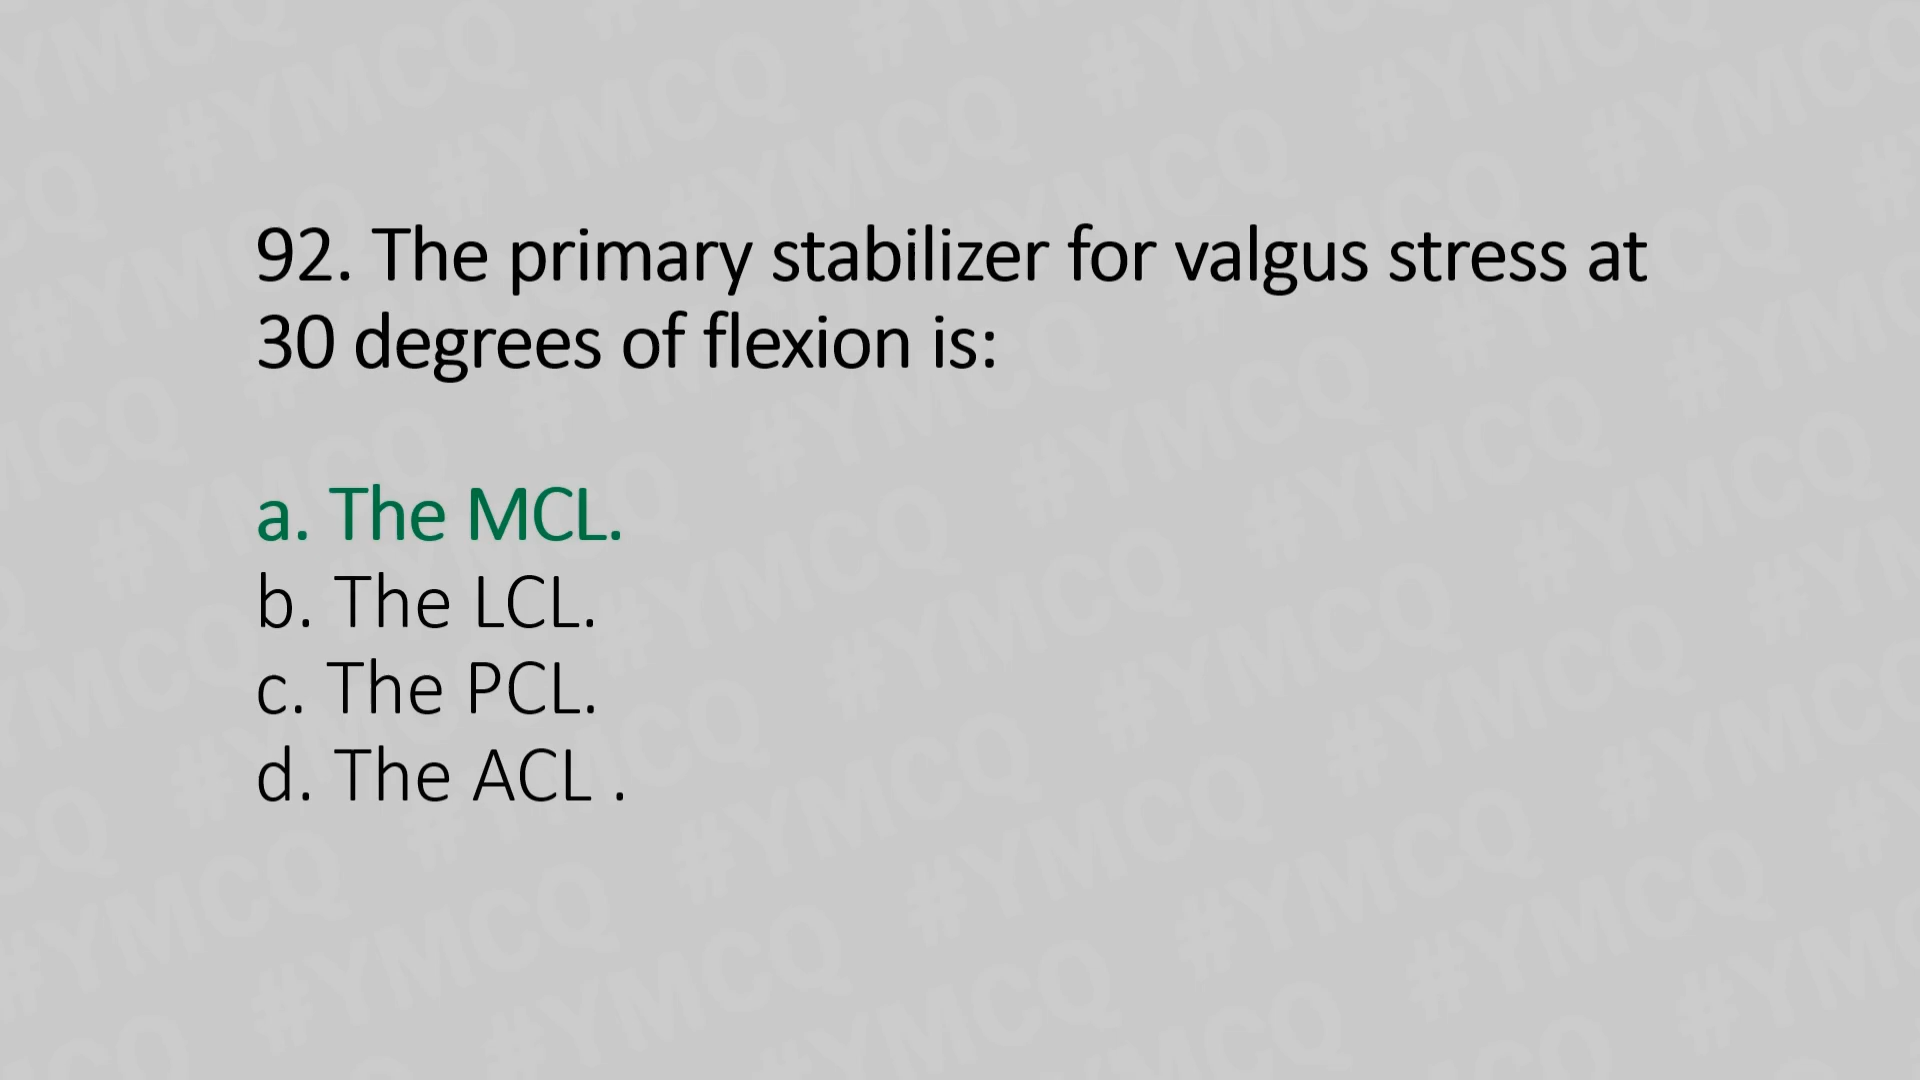 92. The primary stabilizer for valgus stress at
30 degrees of flexion is:
a. The MCL.
b. The LCL.
c. The PCL.
d. The ACL .
#YMCQ